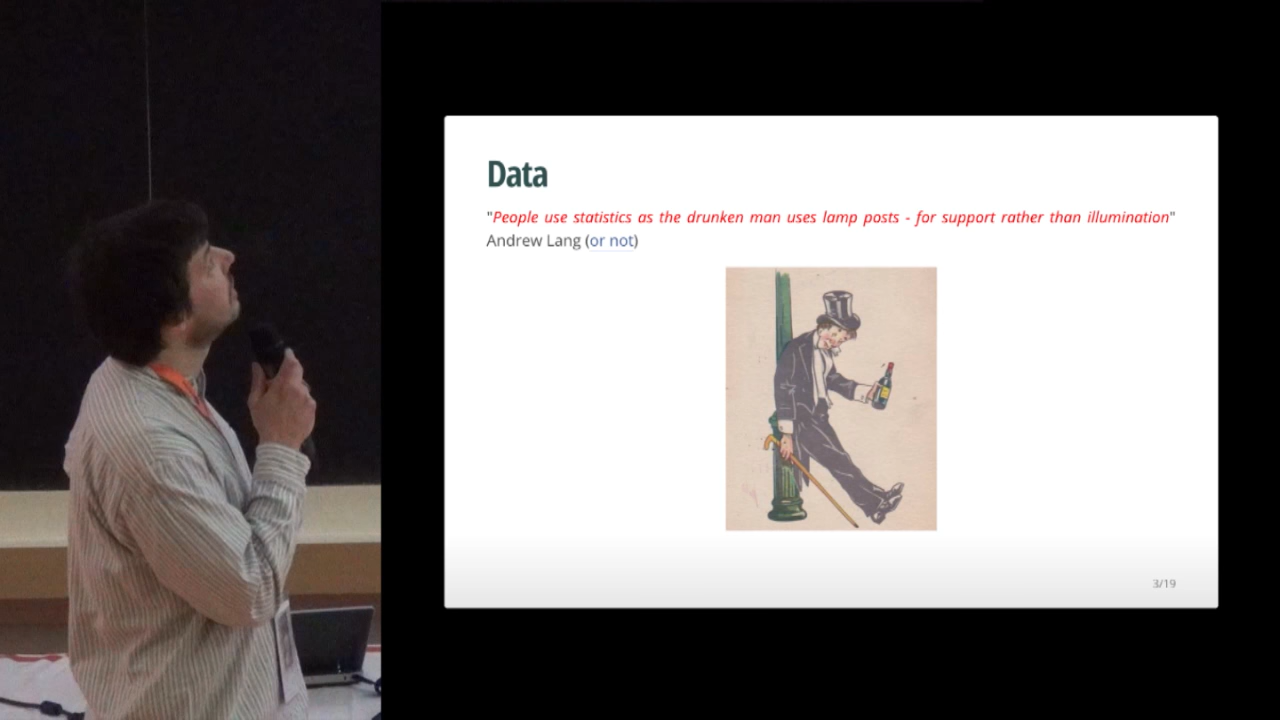 Data
"People use statistics as the drunken man uses lamp posts - for support rather than illumination"
Andrew Lang (or not)
3/19